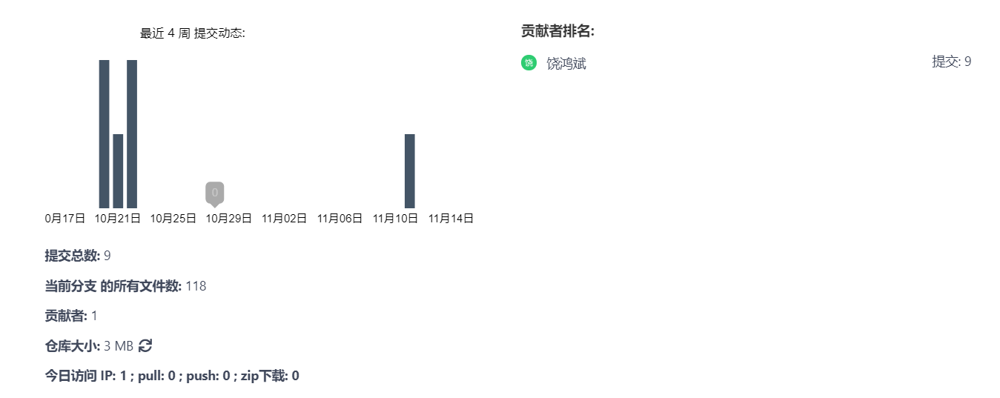 最近 4 周 提交动态:
0
0月17日 10月21日 10月25日 10月29日 11月02日 11月06日 11月10日 11月14日
提交总数: 9
当前分支 的所有文件数: 118
贡献者: 1
仓库大小: 3 MB
今日访问 IP: 1 ; pull: 0 ; push: 0 ; zip下载: 0
贡献者排名:
饶 饶鸿斌 提交: 9